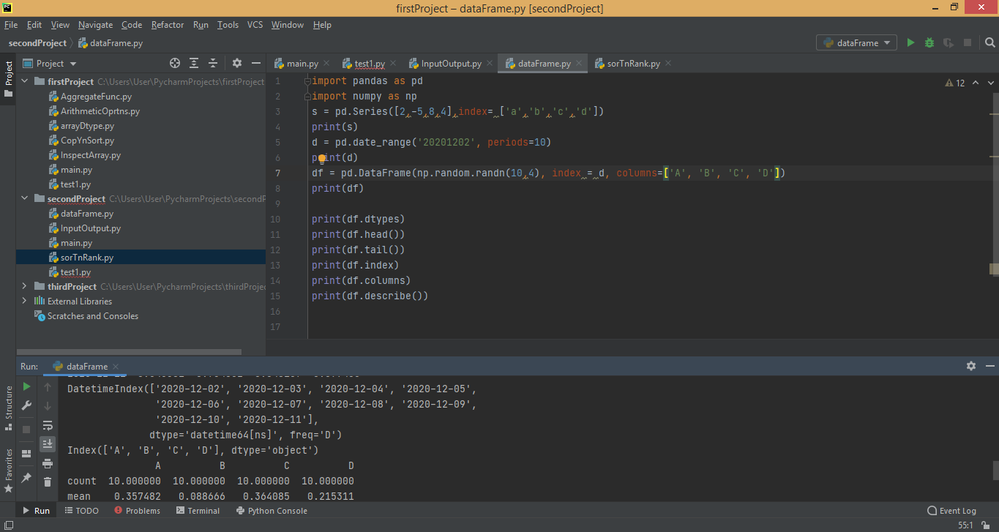 PC
firstProject – dataFrame.py [secondProject]
File Edit View Navigate Code Refactor Run Tools VCS Window Help
secondProject dataFrame.py
dataFrame
Project
Project
main.py test1.py InputOutput.py dataFrame.py sorTnRank.py
firstProject C:\Users\User\PycharmProjects\firstProject
AggregateFunc.py
ArithmeticOprtns.py
arrayDtype.py
CopYnSort.py
InspectArray.py
main.py
test1.py
secondProject C:\Users\User\PycharmProjects\secondP
dataFrame.py
InputOutput.py
main.py
sorTnRank.py
test1.py
thirdProject C:\Users\User\PycharmProjects\thirdProjec
External Libraries
Scratches and Consoles
12
1 import pandas as pd
2 import numpy as np
3 s = pd.Series([2,-5,8,4],index= ['a','b','c','d'])
4 print(s)
5 d = pd.date_range('20201202', periods=10)
6 print(d)
7 df = pd.DataFrame(np.random.randn(10,4), index = d, columns=['A', 'B', 'C', 'D'])
8 print(df)
9
10 print(df.dtypes)
11 print(df.head())
12 print(df.tail())
13 print(df.index)
14 print(df.columns)
15 print(df.describe())
16
17
Run: dataFrame
DatetimeIndex(['2020-12-02', '2020-12-03', '2020-12-04', '2020-12-05',
'2020-12-06', '2020-12-07', '2020-12-08', '2020-12-09',
'2020-12-10', '2020-12-11'],
dtype='datetime64[ns]', freq='D')
Index(['A', 'B', 'C', 'D'], dtype='object')
A B C D
count 10.000000 10.000000 10.000000 10.000000
mean 0.357482 0.088666 0.364085 0.215311
Structure
Favorites
Run TODO Problems Terminal Python Console Event Log
55:1